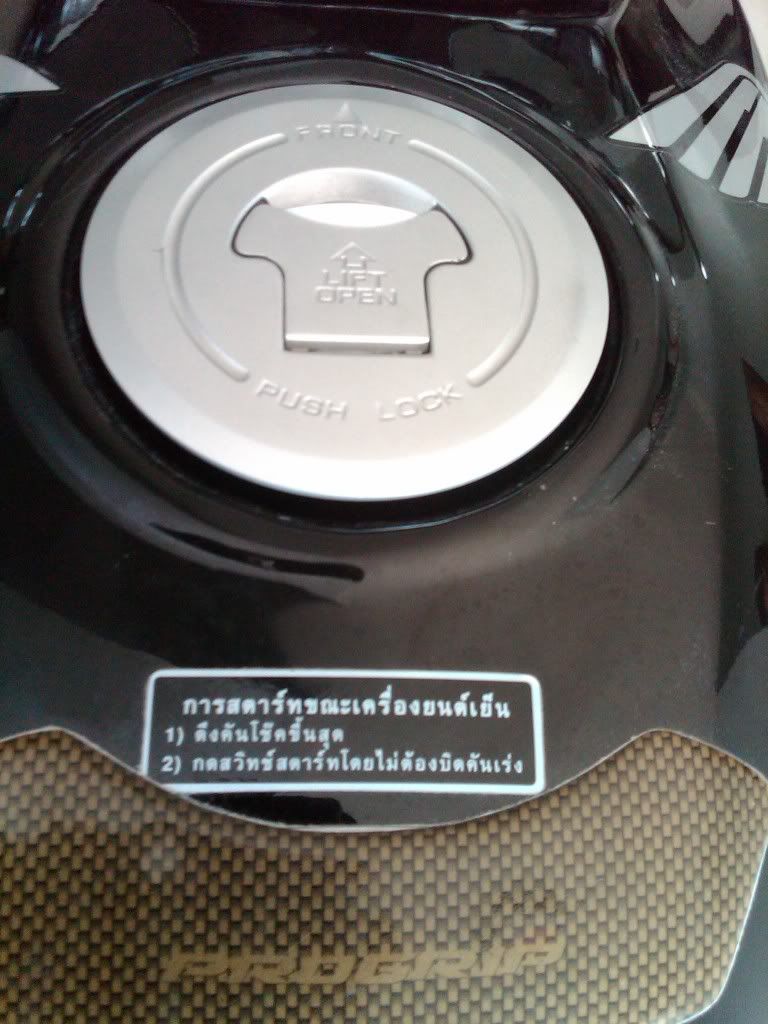 FRONT
LIFT
OPEN
PUSH LOCK
การสตาร์ทขณะเครื่องยนต์เย็น
1) ดึงคันโช๊คขึ้นสุด
2) กดสวิทช์สตาร์ทโดยไม่ต้องบิดคันเร่ง
PROGRIP